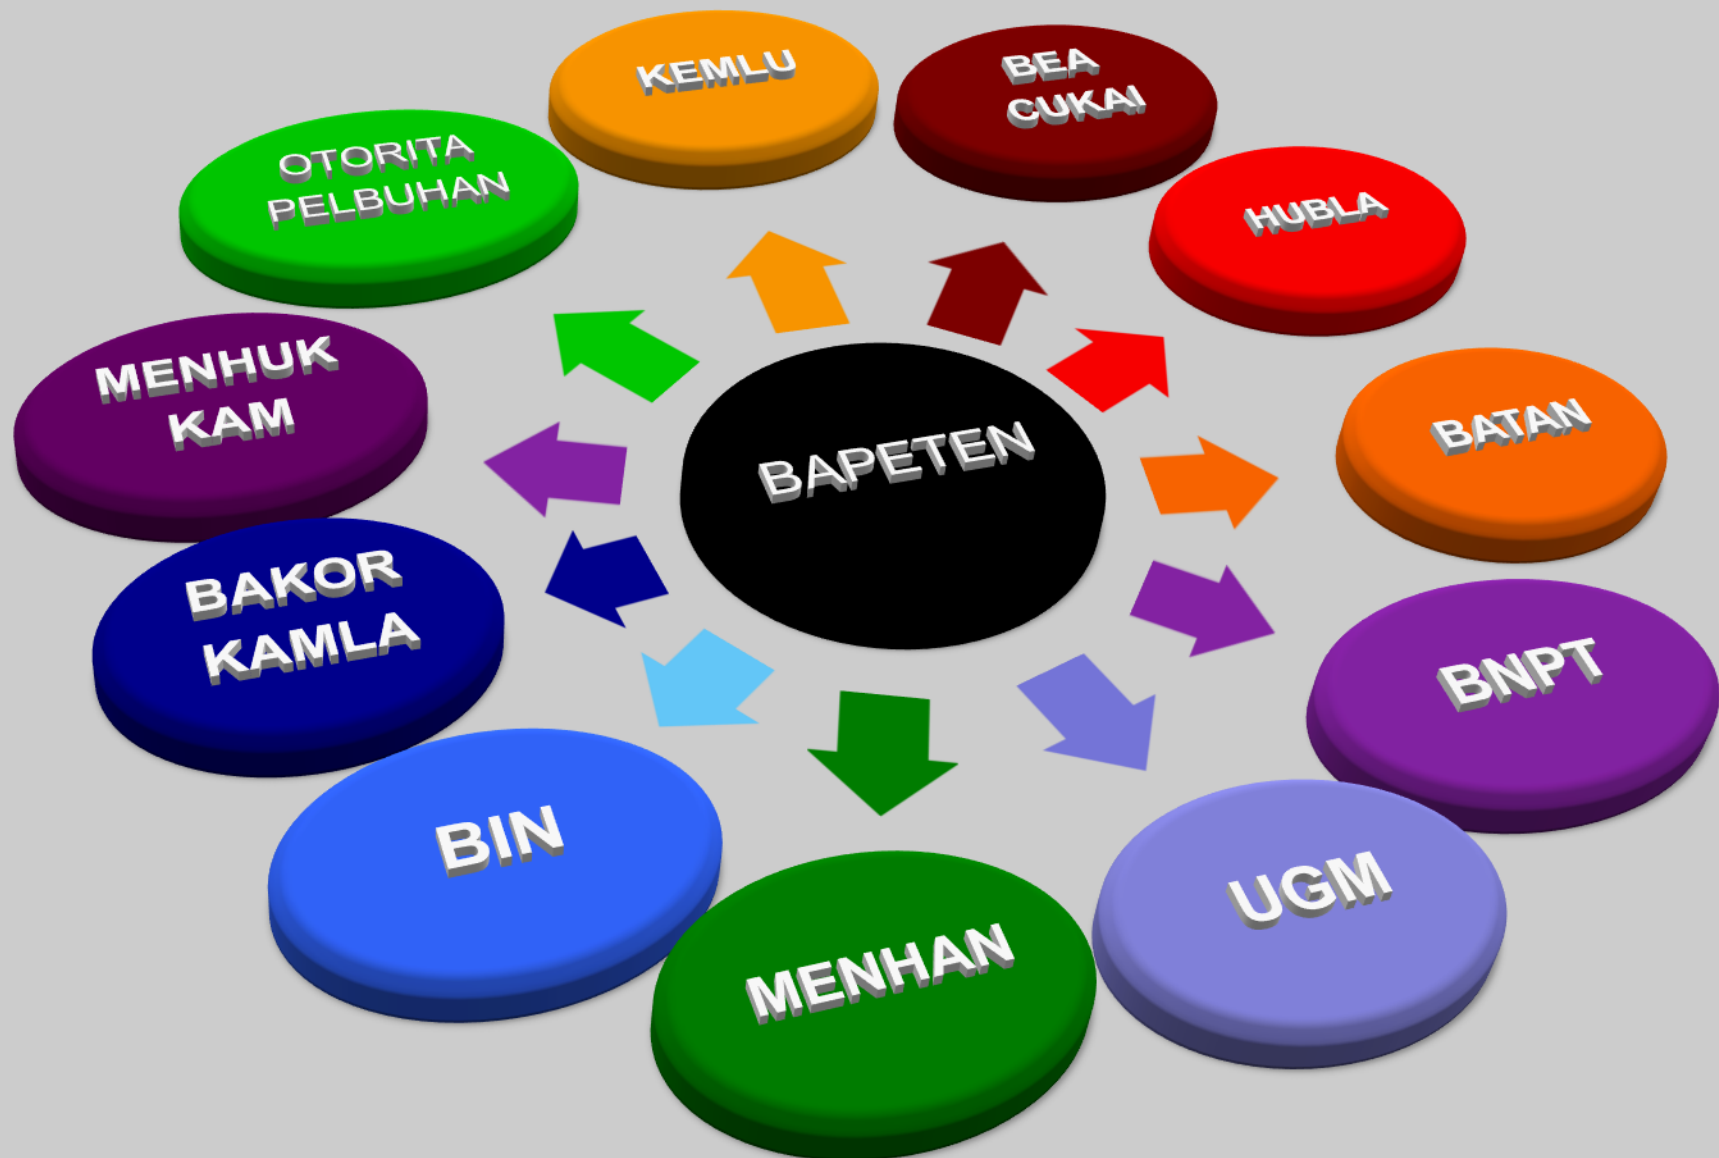 KEMLU
BEA
CUKAI
OTORITA
PELBUHAN
HUBLA
MENHUK
KAM
BATAN
BAPETEN
BAKOR
KAMLA
BNPT
BIN
UGM
MENHAN